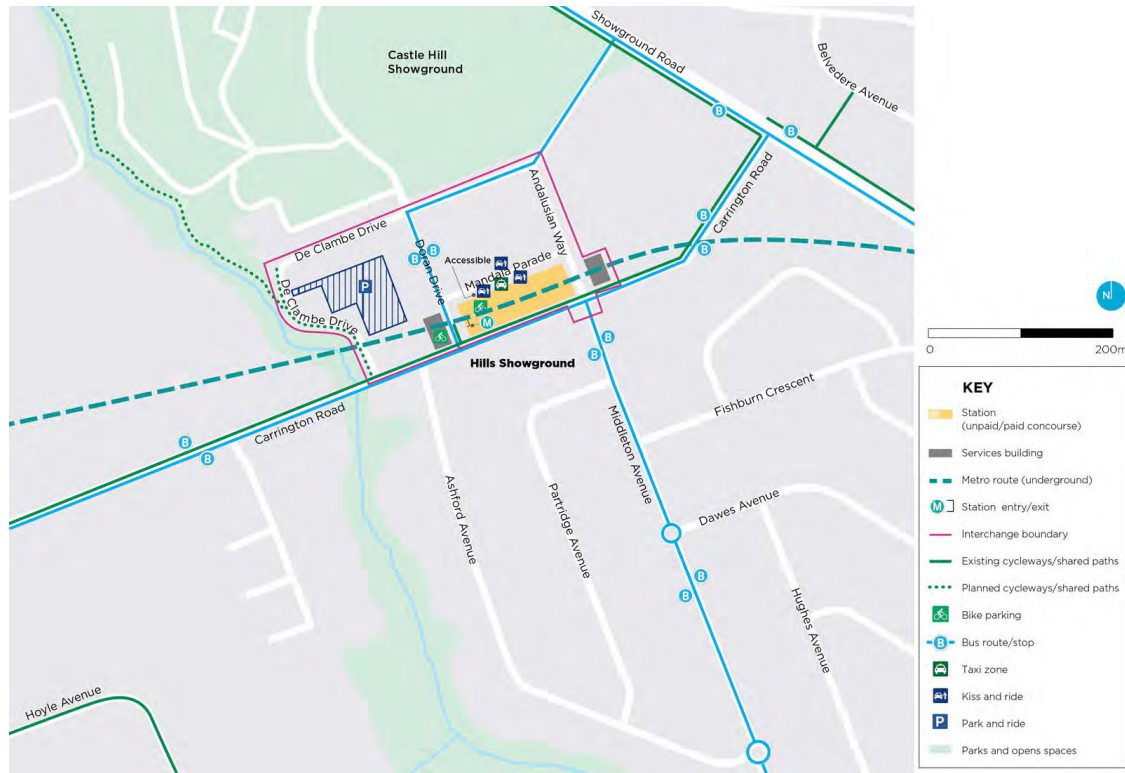 Castle Hill
Showground
Showground Road
Belvedere Avenue
B
B
Carrington Road
B
B
Andalusian Way
De Clambe Drive
De Clambe Drive
P
Doran Drive
B
B
Accessible
Mandala Parade
M
Hills Showground
N
0
200m
B
B
Carrington Road
B
B
Middleton Avenue
Fishburn Crescent
Ashford Avenue
Partridge Avenue
Dawes Avenue
B
B
Hughes Avenue
Hoyle Avenue
KEY
Station
(unpaid/paid concourse)
Services building
Metro route (underground)
M Station entry/exit
Interchange boundary
Existing cycleways/shared paths
Planned cycleways/shared paths
Bike parking
B Bus route/stop
Taxi zone
Kiss and ride
P Park and ride
Parks and opens spaces